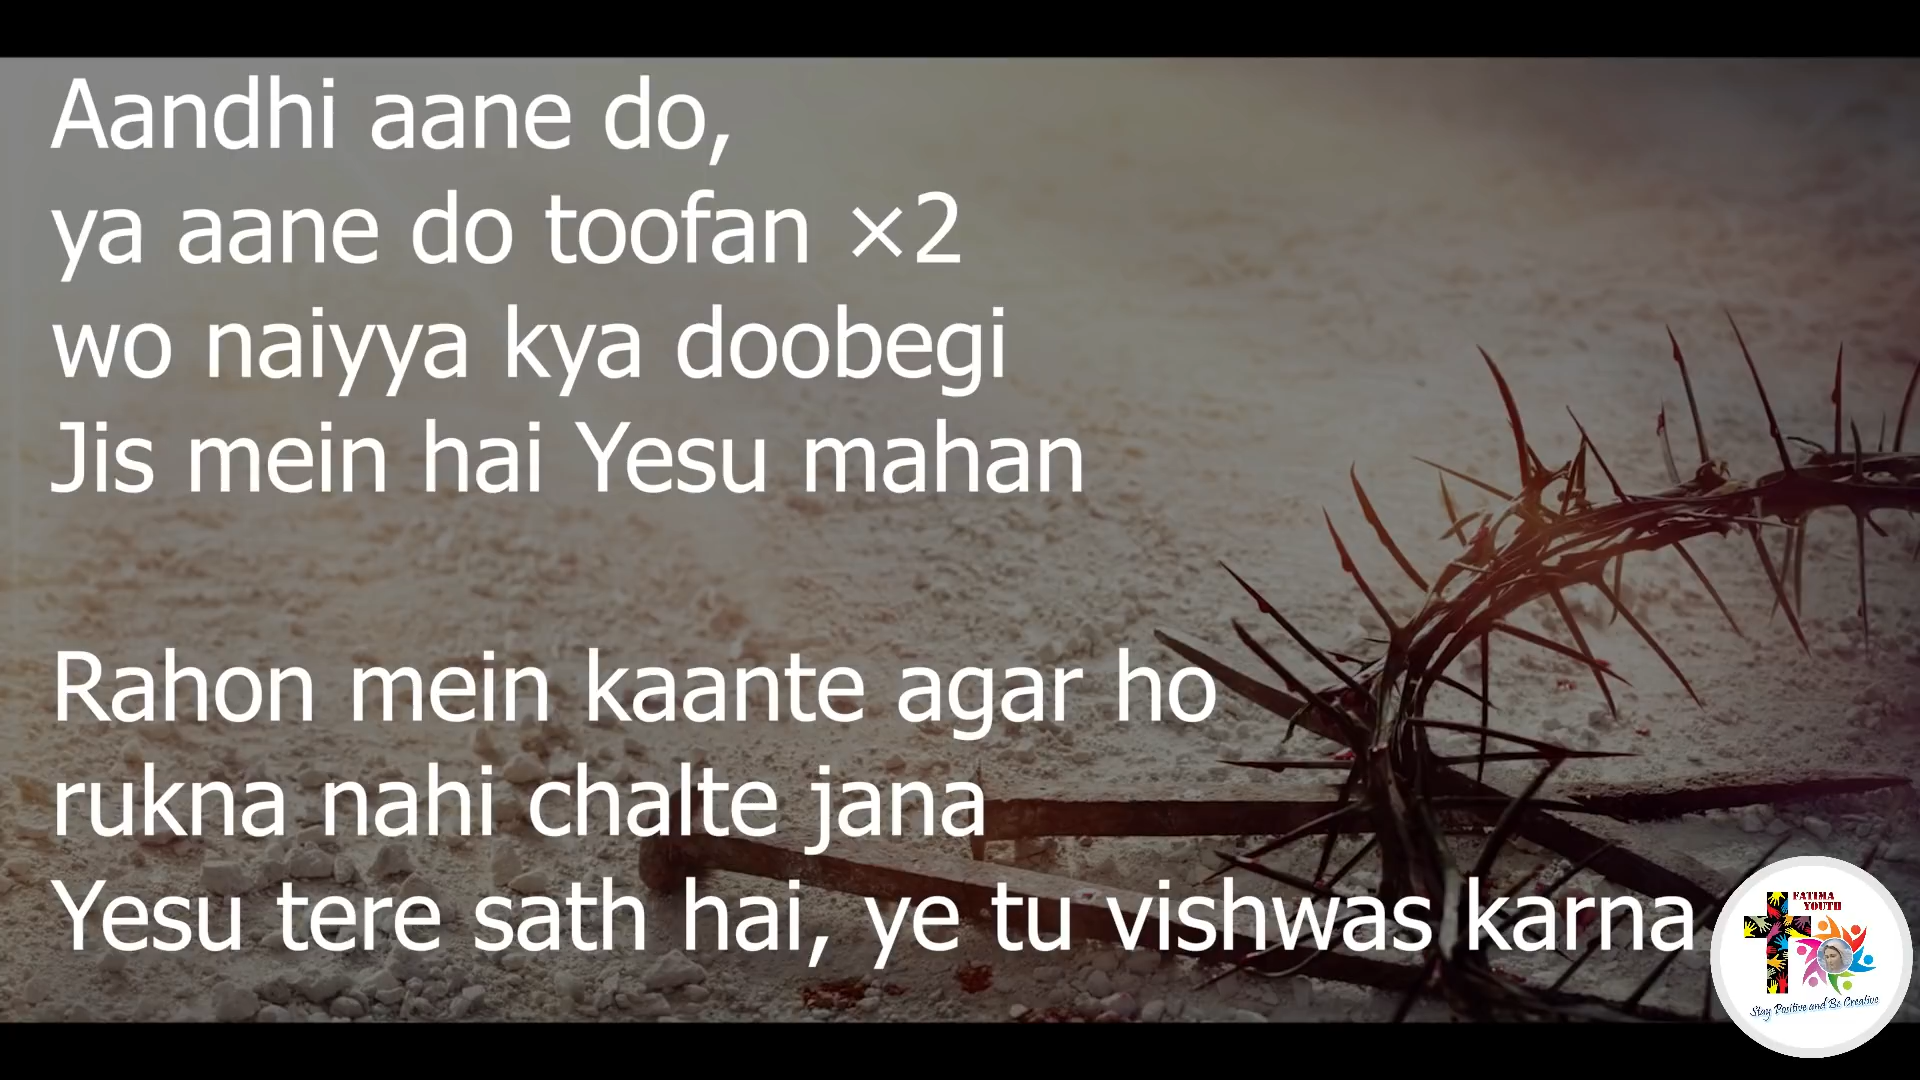 Aandhi aane do,
ya aane do toofan ×2
wo naiyya kya doobegi
Jis mein hai Yesu mahan
Rahon mein kaante agar ho
rukna nahi chalte jana
Yesu tere sath hai, ye tu vishwas karna
FATIMA
YOUTH
Stay Positive and Be Creative